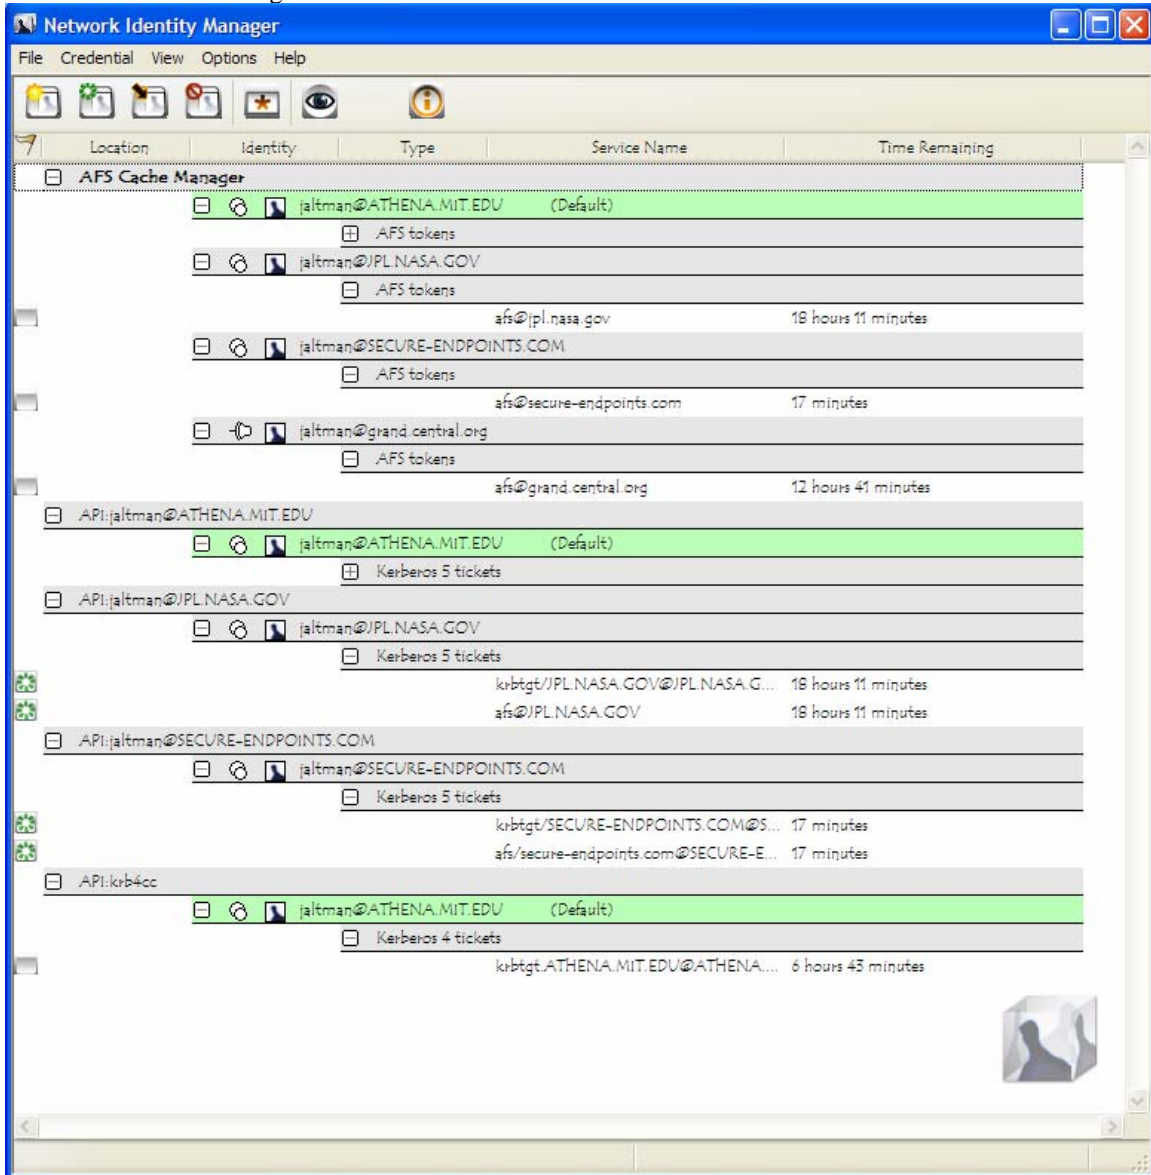 Network Identity Manager
File Credential View Options Help
Location Identity Type Service Name Time Remaining
AFS Cache Manager
jaltman@ATHENA.MIT.EDU (Default)
AFS tokens
jaltman@JPL.NASA.GOV
AFS tokens
afs@jpl.nasa.gov 18 hours 11 minutes
jaltman@SECURE-ENDPOINTS.COM
AFS tokens
afs@secure-endpoints.com 17 minutes
jaltman@grand.central.org
AFS tokens
afs@grand.central.org 12 hours 41 minutes
API:jaltman@ATHENA.MIT.EDU
jaltman@ATHENA.MIT.EDU (Default)
Kerberos 5 tickets
API:jaltman@JPL.NASA.GOV
jaltman@JPL.NASA.GOV
Kerberos 5 tickets
krbtgt/JPL.NASA.GOV@JPL.NASA.G... 18 hours 11 minutes
afs@JPL.NASA.GOV 18 hours 11 minutes
API:jaltman@SECURE-ENDPOINTS.COM
jaltman@SECURE-ENDPOINTS.COM
Kerberos 5 tickets
krbtgt/SECURE-ENDPOINTS.COM@S... 17 minutes
afs/secure-endpoints.com@SECURE-E... 17 minutes
API:krb4cc
jaltman@ATHENA.MIT.EDU (Default)
Kerberos 4 tickets
krbtgt.ATHENA.MIT.EDU@ATHENA.... 6 hours 43 minutes